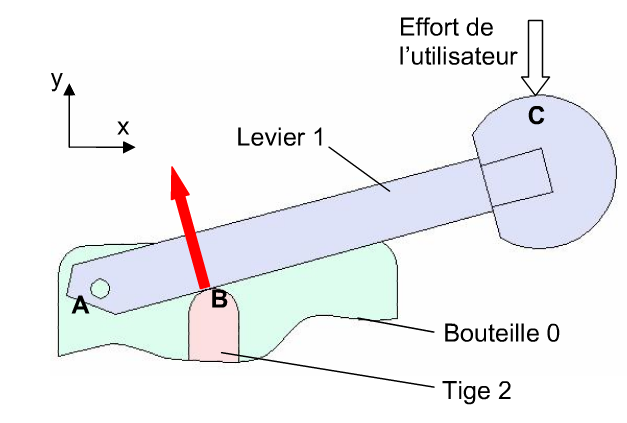 Effort de
l'utilisateur
C
y
x
Levier 1
A
B
Bouteille 0
Tige 2